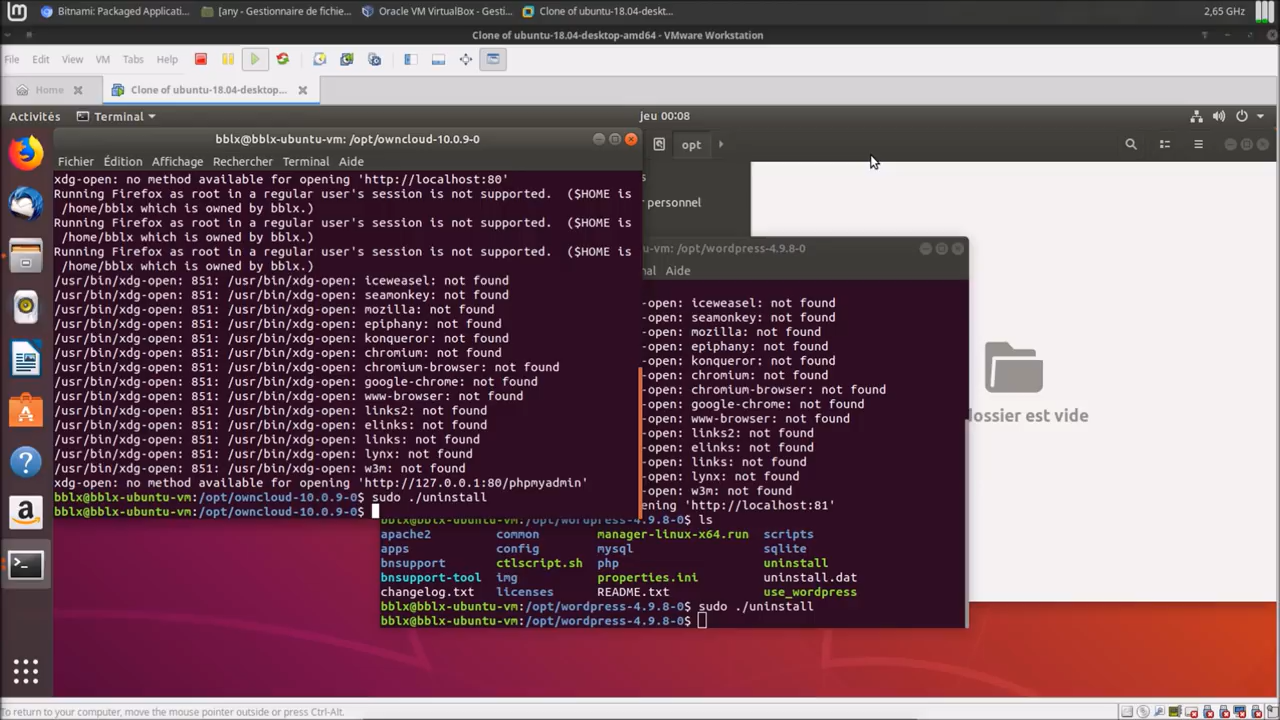 Bitnami: Packaged Applicati...
[any - Gestionnaire de fichie...
Oracle VM VirtualBox - Gesti...
Clone of ubuntu-18.04-deskt...
2,65 GHz
Clone of ubuntu-18.04-desktop-amd64 - VMware Workstation
File Edit View VM Tabs Help
Home
Clone of ubuntu-18.04-desktop...
Activités
Terminal
jeu 00:08
bblx@bblx-ubuntu-vm: /opt/owncloud-10.0.9-0
opt
Fichier Édition Affichage Rechercher Terminal Aide
xdg-open: no method available for opening 'http://localhost:80'
Running Firefox as root in a regular user's session is not supported.  ($HOME is
 /home/bblx which is owned by bblx.)
Running Firefox as root in a regular user's session is not supported.  ($HOME is
 /home/bblx which is owned by bblx.)
Running Firefox as root in a regular user's session is not supported.  ($HOME is
 /home/bblx which is owned by bblx.)
/usr/bin/xdg-open: 851: /usr/bin/xdg-open: iceweasel: not found
/usr/bin/xdg-open: 851: /usr/bin/xdg-open: seamonkey: not found
/usr/bin/xdg-open: 851: /usr/bin/xdg-open: mozilla: not found
/usr/bin/xdg-open: 851: /usr/bin/xdg-open: epiphany: not found
/usr/bin/xdg-open: 851: /usr/bin/xdg-open: konqueror: not found
/usr/bin/xdg-open: 851: /usr/bin/xdg-open: chromium: not found
/usr/bin/xdg-open: 851: /usr/bin/xdg-open: chromium-browser: not found
/usr/bin/xdg-open: 851: /usr/bin/xdg-open: google-chrome: not found
/usr/bin/xdg-open: 851: /usr/bin/xdg-open: www-browser: not found
/usr/bin/xdg-open: 851: /usr/bin/xdg-open: links2: not found
/usr/bin/xdg-open: 851: /usr/bin/xdg-open: elinks: not found
/usr/bin/xdg-open: 851: /usr/bin/xdg-open: links: not found
/usr/bin/xdg-open: 851: /usr/bin/xdg-open: lynx: not found
/usr/bin/xdg-open: 851: /usr/bin/xdg-open: w3m: not found
xdg-open: no method available for opening 'http://127.0.0.1:80/phpmyadmin'
bblx@bblx-ubuntu-vm:/opt/owncloud-10.0.9-0$ sudo ./uninstall
bblx@bblx-ubuntu-vm:/opt/owncloud-10.0.9-0$
s
r personnel
u-vm: /opt/wordpress-4.9.8-0
nal Aide
-open: iceweasel: not found
-open: seamonkey: not found
-open: mozilla: not found
-open: epiphany: not found
-open: konqueror: not found
-open: chromium: not found
-open: chromium-browser: not found
-open: google-chrome: not found
-open: www-browser: not found
-open: links2: not found
-open: elinks: not found
-open: links: not found
-open: lynx: not found
-open: w3m: not found
ening 'http://localhost:81'
bblx@bblx-ubuntu-vm:/opt/wordpress-4.9.8-0$ ls
apache2 common manager-linux-x64.run scripts
apps config mysql sqlite
bnsupport ctlscript.sh php uninstall
bnsupport-tool img properties.ini uninstall.dat
changelog.txt licenses README.txt use_wordpress
bblx@bblx-ubuntu-vm:/opt/wordpress-4.9.8-0$ sudo ./uninstall
bblx@bblx-ubuntu-vm:/opt/wordpress-4.9.8-0$
dossier est vide
To return to your computer, move the mouse pointer outside or press Ctrl-Alt.